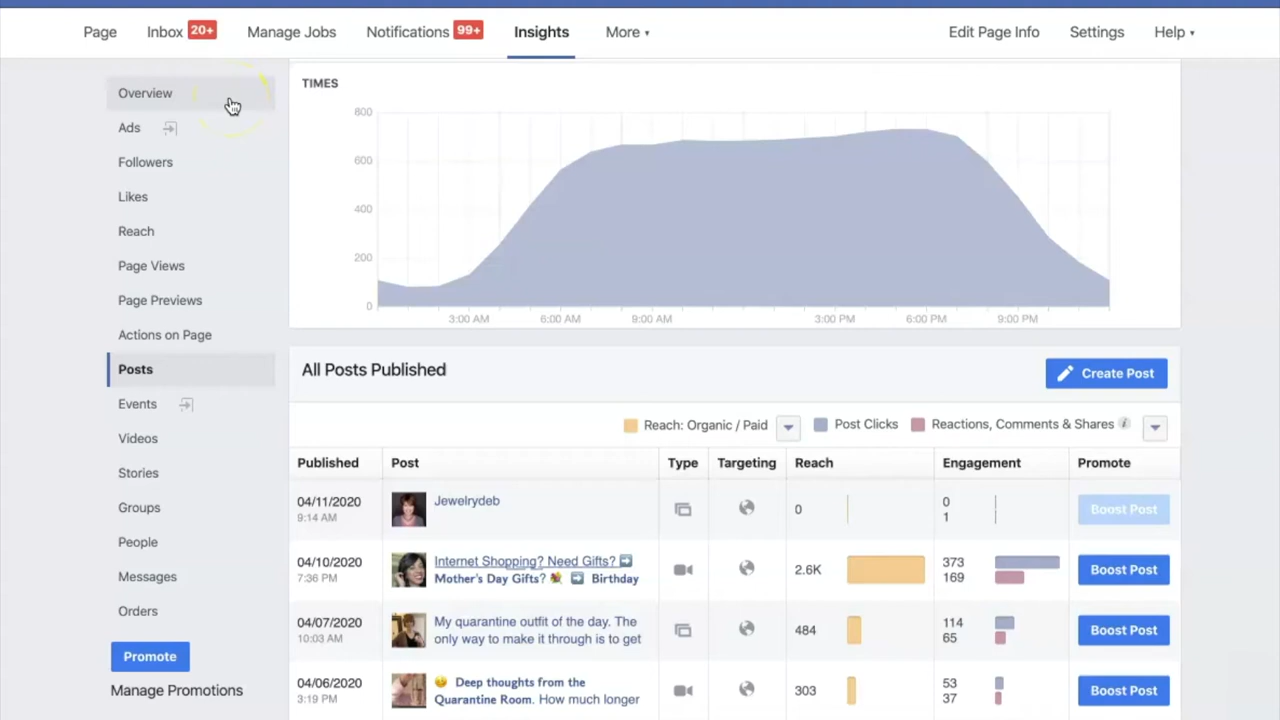 Page Inbox 20+ Manage Jobs Notifications 99+ Insights More Edit Page Info Settings Help
Overview
Ads
Followers
Likes
Reach
Page Views
Page Previews
Actions on Page
Posts
Events
Videos
Stories
Groups
People
Messages
Orders
Promote
Manage Promotions
TIMES
800
600
400
200
0
3:00 AM 6:00 AM 9:00 AM 3:00 PM 6:00 PM 9:00 PM
All Posts Published
Create Post
Reach: Organic / Paid Post Clicks Reactions, Comments & Shares i
Published Post Type Targeting Reach Engagement Promote
04/11/2020 Jewelrydeb 0 0 Boost Post
9:14 AM 1
04/10/2020 Internet Shopping? Need Gifts? ➡️ 2.6K 373 Boost Post
7:36 PM Mother's Day Gifts? 💐 ➡️ Birthday 169
04/07/2020 My quarantine outfit of the day. The 484 114 Boost Post
10:03 AM only way to make it through is to get 65
04/06/2020 Deep thoughts from the 303 53 Boost Post
3:19 PM Quarantine Room. How much longer 37